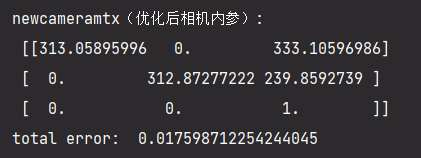 newcameramtx（优化后相机内参）:
[[313.05895996   0.         333.10596986]
[  0.         312.87277222 239.8592739 ]
[  0.           0.           1.        ]]
total error:  0.017598712254244045